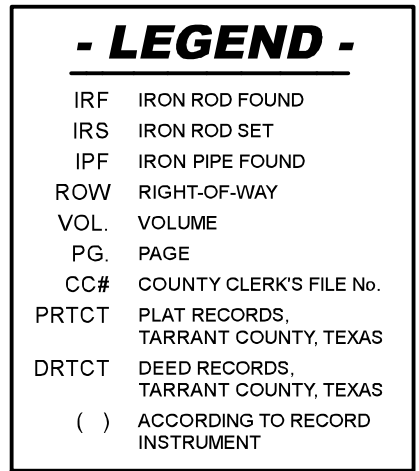 - LEGEND -
IRF IRON ROD FOUND
IRS IRON ROD SET
IPF IRON PIPE FOUND
ROW RIGHT-OF-WAY
VOL. VOLUME
PG. PAGE
CC# COUNTY CLERK'S FILE No.
PRTCT PLAT RECORDS,
TARRANT COUNTY, TEXAS
DRTCT DEED RECORDS,
TARRANT COUNTY, TEXAS
( ) ACCORDING TO RECORD
INSTRUMENT